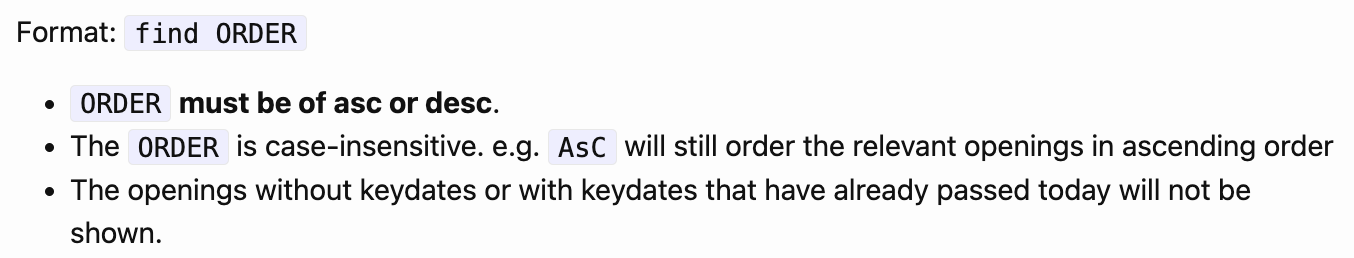 Format: find ORDER
• ORDER must be of asc or desc.
• The ORDER is case-insensitive. e.g. AsC will still order the relevant openings in ascending order
• The openings without keydates or with keydates that have already passed today will not be
shown.